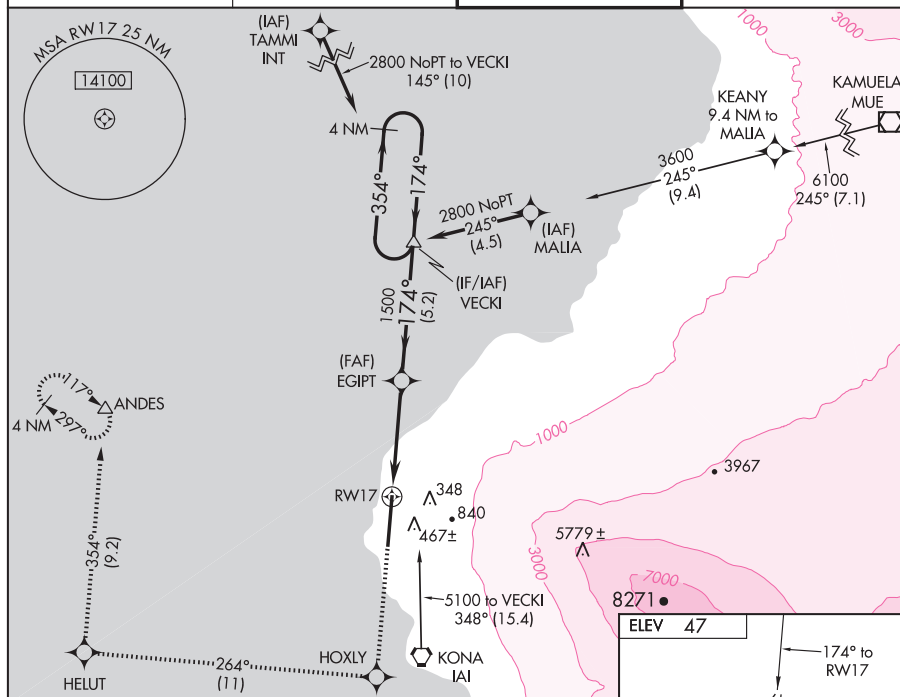 MSA RW17 25 NM
14100
(IAF)
TAMMI
INT
2800 NoPT to VECKI
145° (10)
1000
3000
KAMUELA
MUE
KEANY
9.4 NM to
MALIA
4 NM
354°
174°
3600
245°
(9.4)
6100
245° (7.1)
2800 NoPT
245°
(4.5)
(IAF)
MALIA
(IF/IAF)
VECKI
1500
174°
(5.2)
(FAF)
EGIPT
117°
297°
4 NM
ANDES
1000
3967
RW17
348
840
467±
5779±
3000
7000
8271
354°
(9.2)
5100 to VECKI
348° (15.4)
ELEV 47
174° to
RW17
HELUT
264°
(11)
HOXLY
KONA
IAI